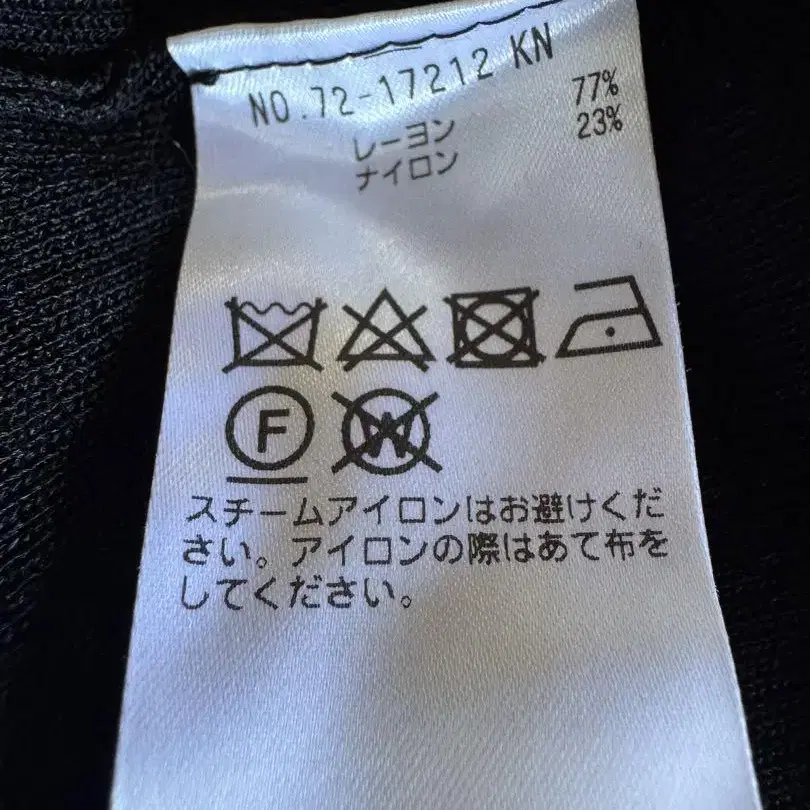 NO.72-17212 KN
レーヨン 77%
ナイロン 23%
F W
スチームアイロンはお避けくだ
さい。アイロンの際はあて布を
してください。